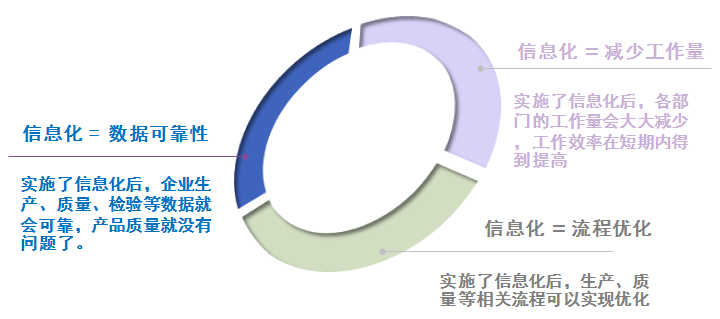 信息化 = 减少工作量
实施了信息化后，各部
门的工作量会大大减少
，工作效率在短期内得
到提高
信息化 = 数据可靠性
实施了信息化后，企业生
产、质量、检验等数据就
会可靠，产品质量就没有
问题了。
信息化 = 流程优化
实施了信息化后，生产、质
量等相关流程可以实现优化